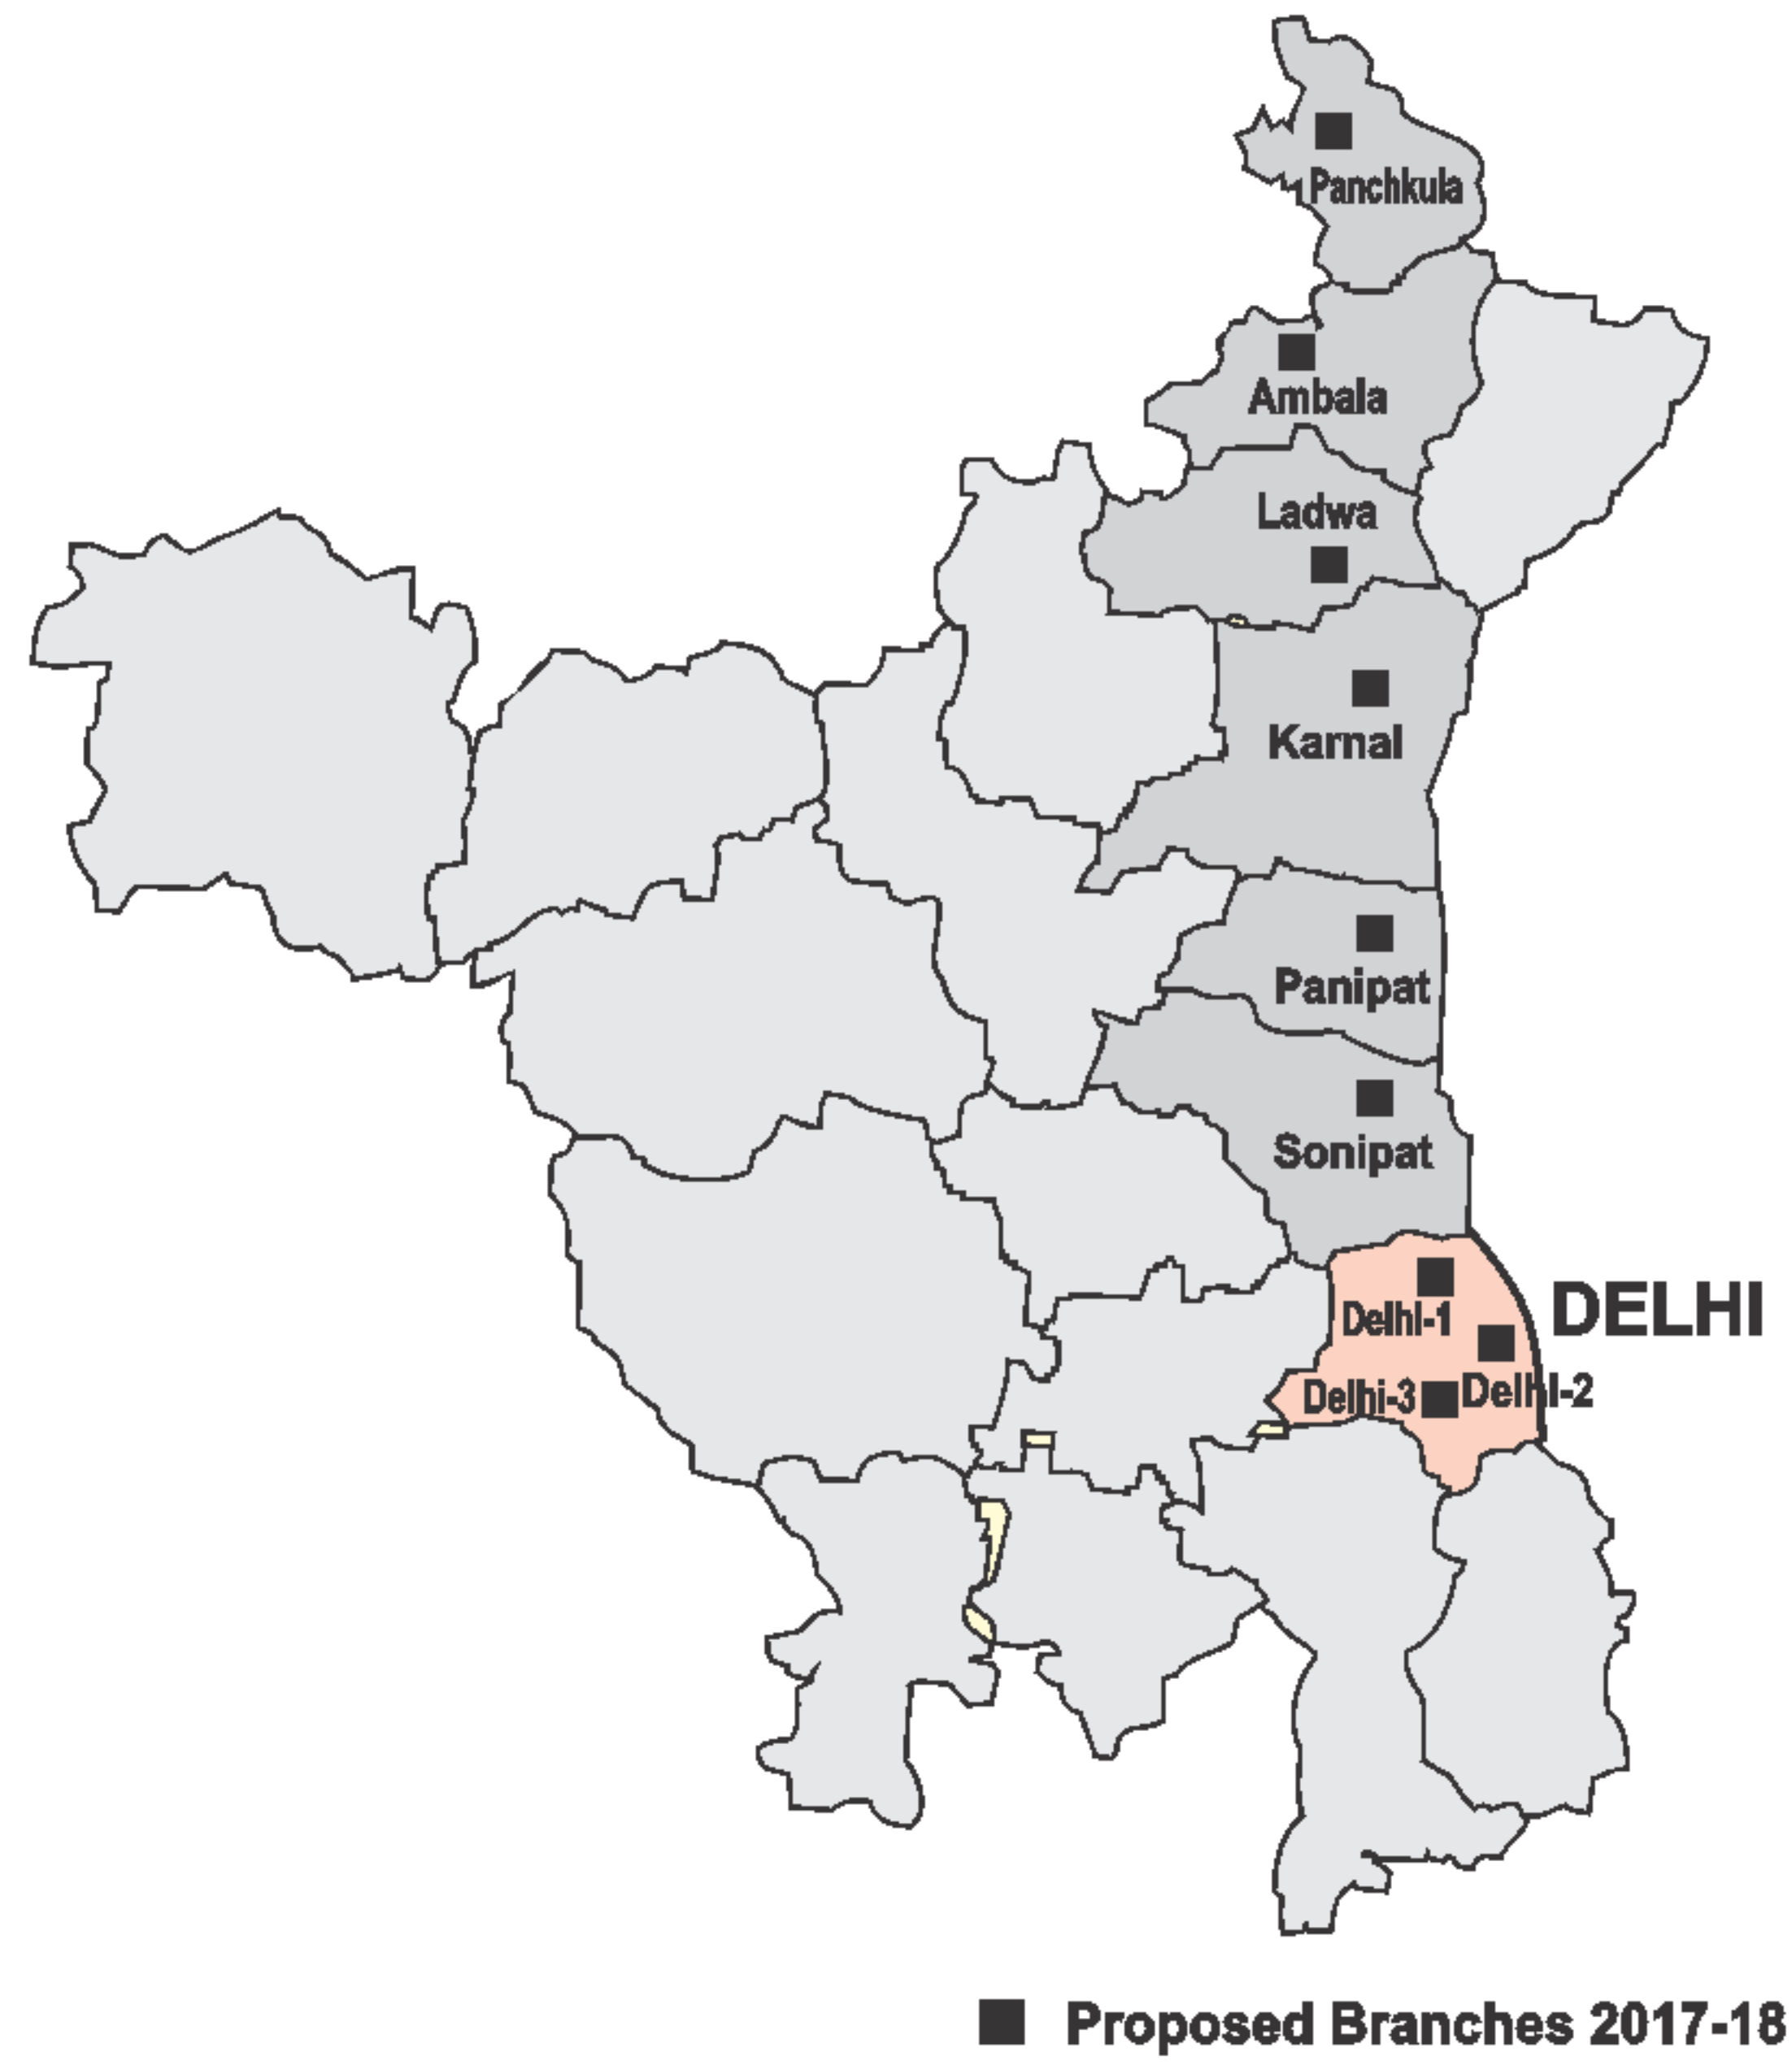 Panchkula
Ambala
Ladwa
Karnal
Panipat
Sonipat
DELHI
Delhi-1
Delhi-3
Delhi-2
Proposed Branches 2017-18